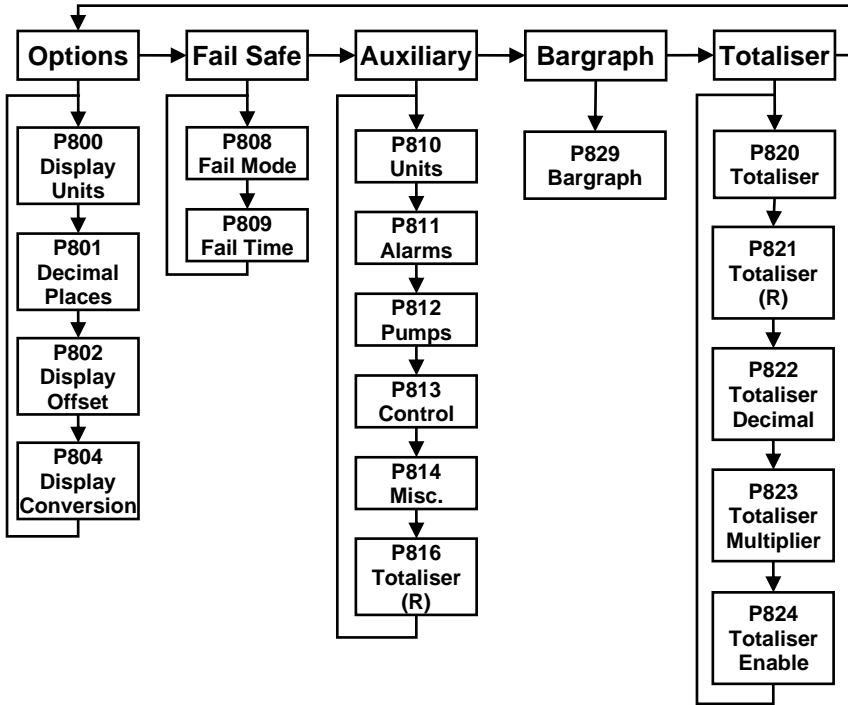 Options
Fail Safe
Auxiliary
Bargraph
Totaliser
P800
Display
Units
P801
Decimal
Places
P802
Display
Offset
P804
Display
Conversion
P808
Fail Mode
P809
Fail Time
P810
Units
P811
Alarms
P812
Pumps
P813
Control
P814
Misc.
P816
Totaliser
(R)
P829
Bargraph
P820
Totaliser
P821
Totaliser
(R)
P822
Totaliser
Decimal
P823
Totaliser
Multiplier
P824
Totaliser
Enable